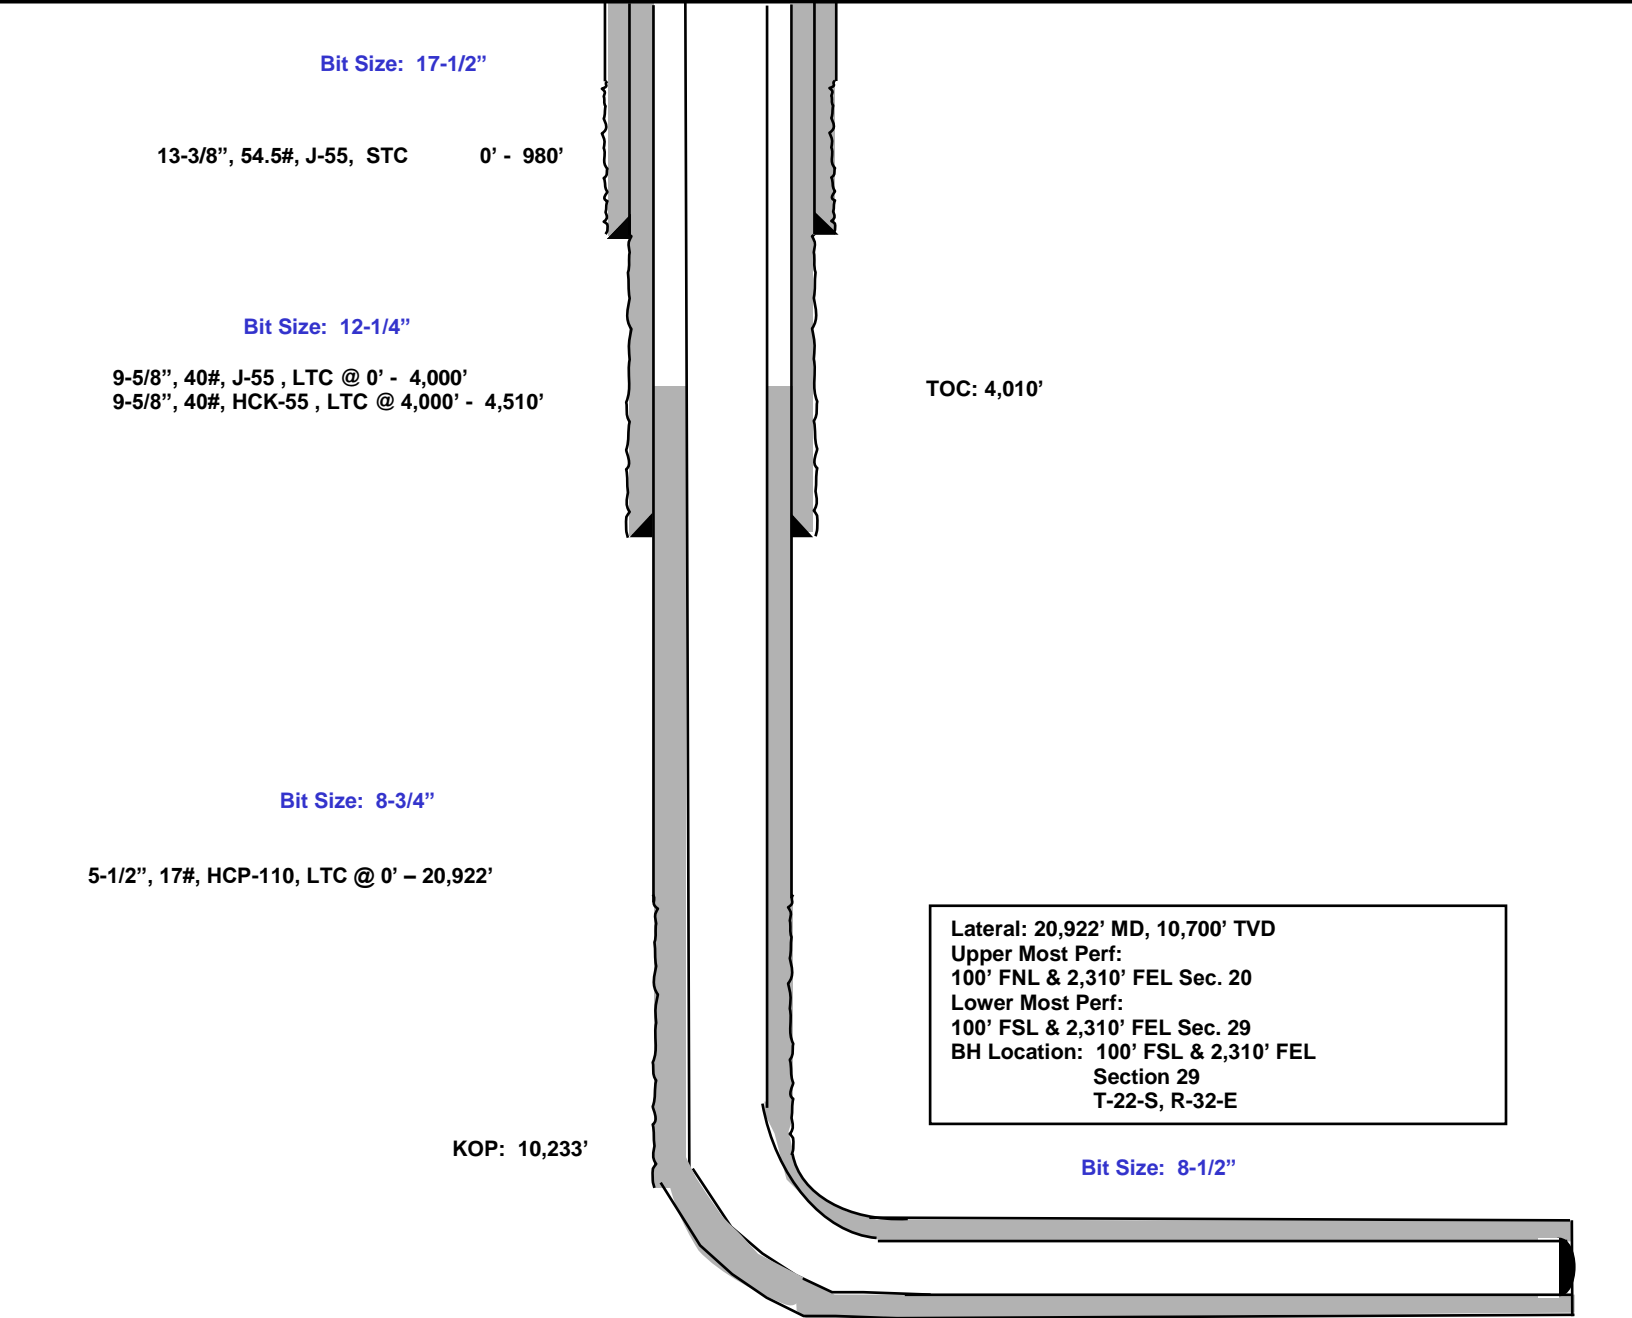 Bit Size:  17-1/2”
13-3/8”, 54.5#, J-55,  STC 0’ -  980’
Bit Size:  12-1/4”
9-5/8”, 40#, J-55 , LTC @ 0’ -  4,000’
9-5/8”, 40#, HCK-55 , LTC @ 4,000’ -  4,510’
TOC: 4,010’
Bit Size:  8-3/4”
5-1/2”, 17#, HCP-110, LTC @ 0’ – 20,922’
Lateral: 20,922’ MD, 10,700’ TVD
Upper Most Perf:
100’ FNL & 2,310’ FEL Sec. 20
Lower Most Perf:
100’ FSL & 2,310’ FEL Sec. 29
BH Location:  100’ FSL & 2,310’ FEL
Section 29
T-22-S, R-32-E
KOP:  10,233’
Bit Size:  8-1/2”